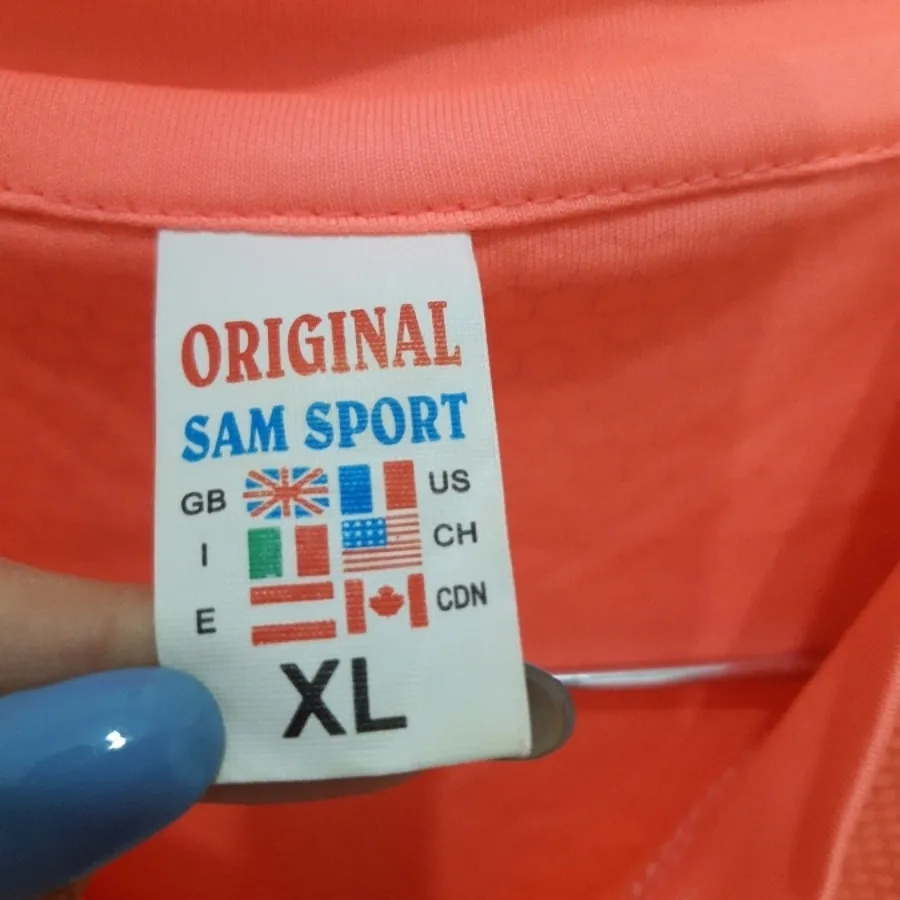 ORIGINAL
SAM SPORT
GB US
I CH
E CDN
XL